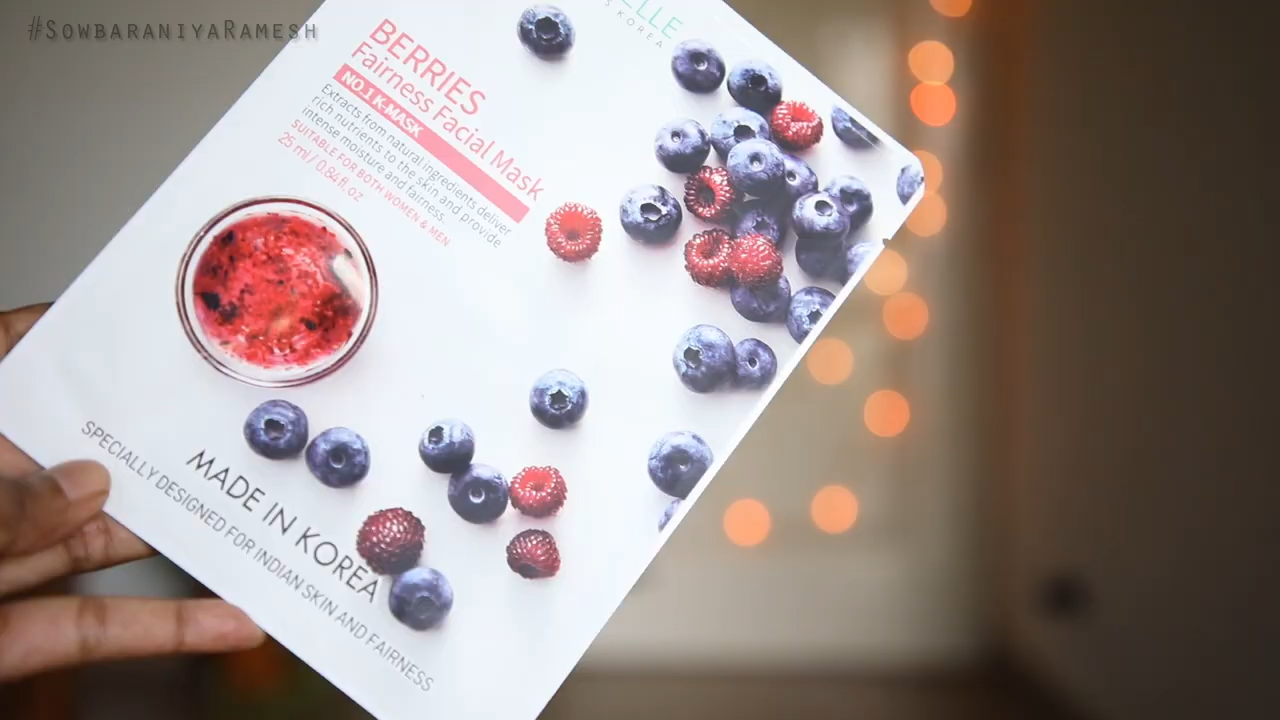 #SowbaraniyaRamesh
ELLE
S KOREA
BERRIES
Fairness Facial Mask
NO.1 K-MASK
Extracts from natural ingredients deliver
rich nutrients to the skin and provide
intense moisture and fairness.
SUITABLE FOR BOTH WOMEN & MEN
25 ml / 0.84 fl. oz
MADE IN KOREA
SPECIALLY DESIGNED FOR INDIAN SKIN AND FAIRNESS